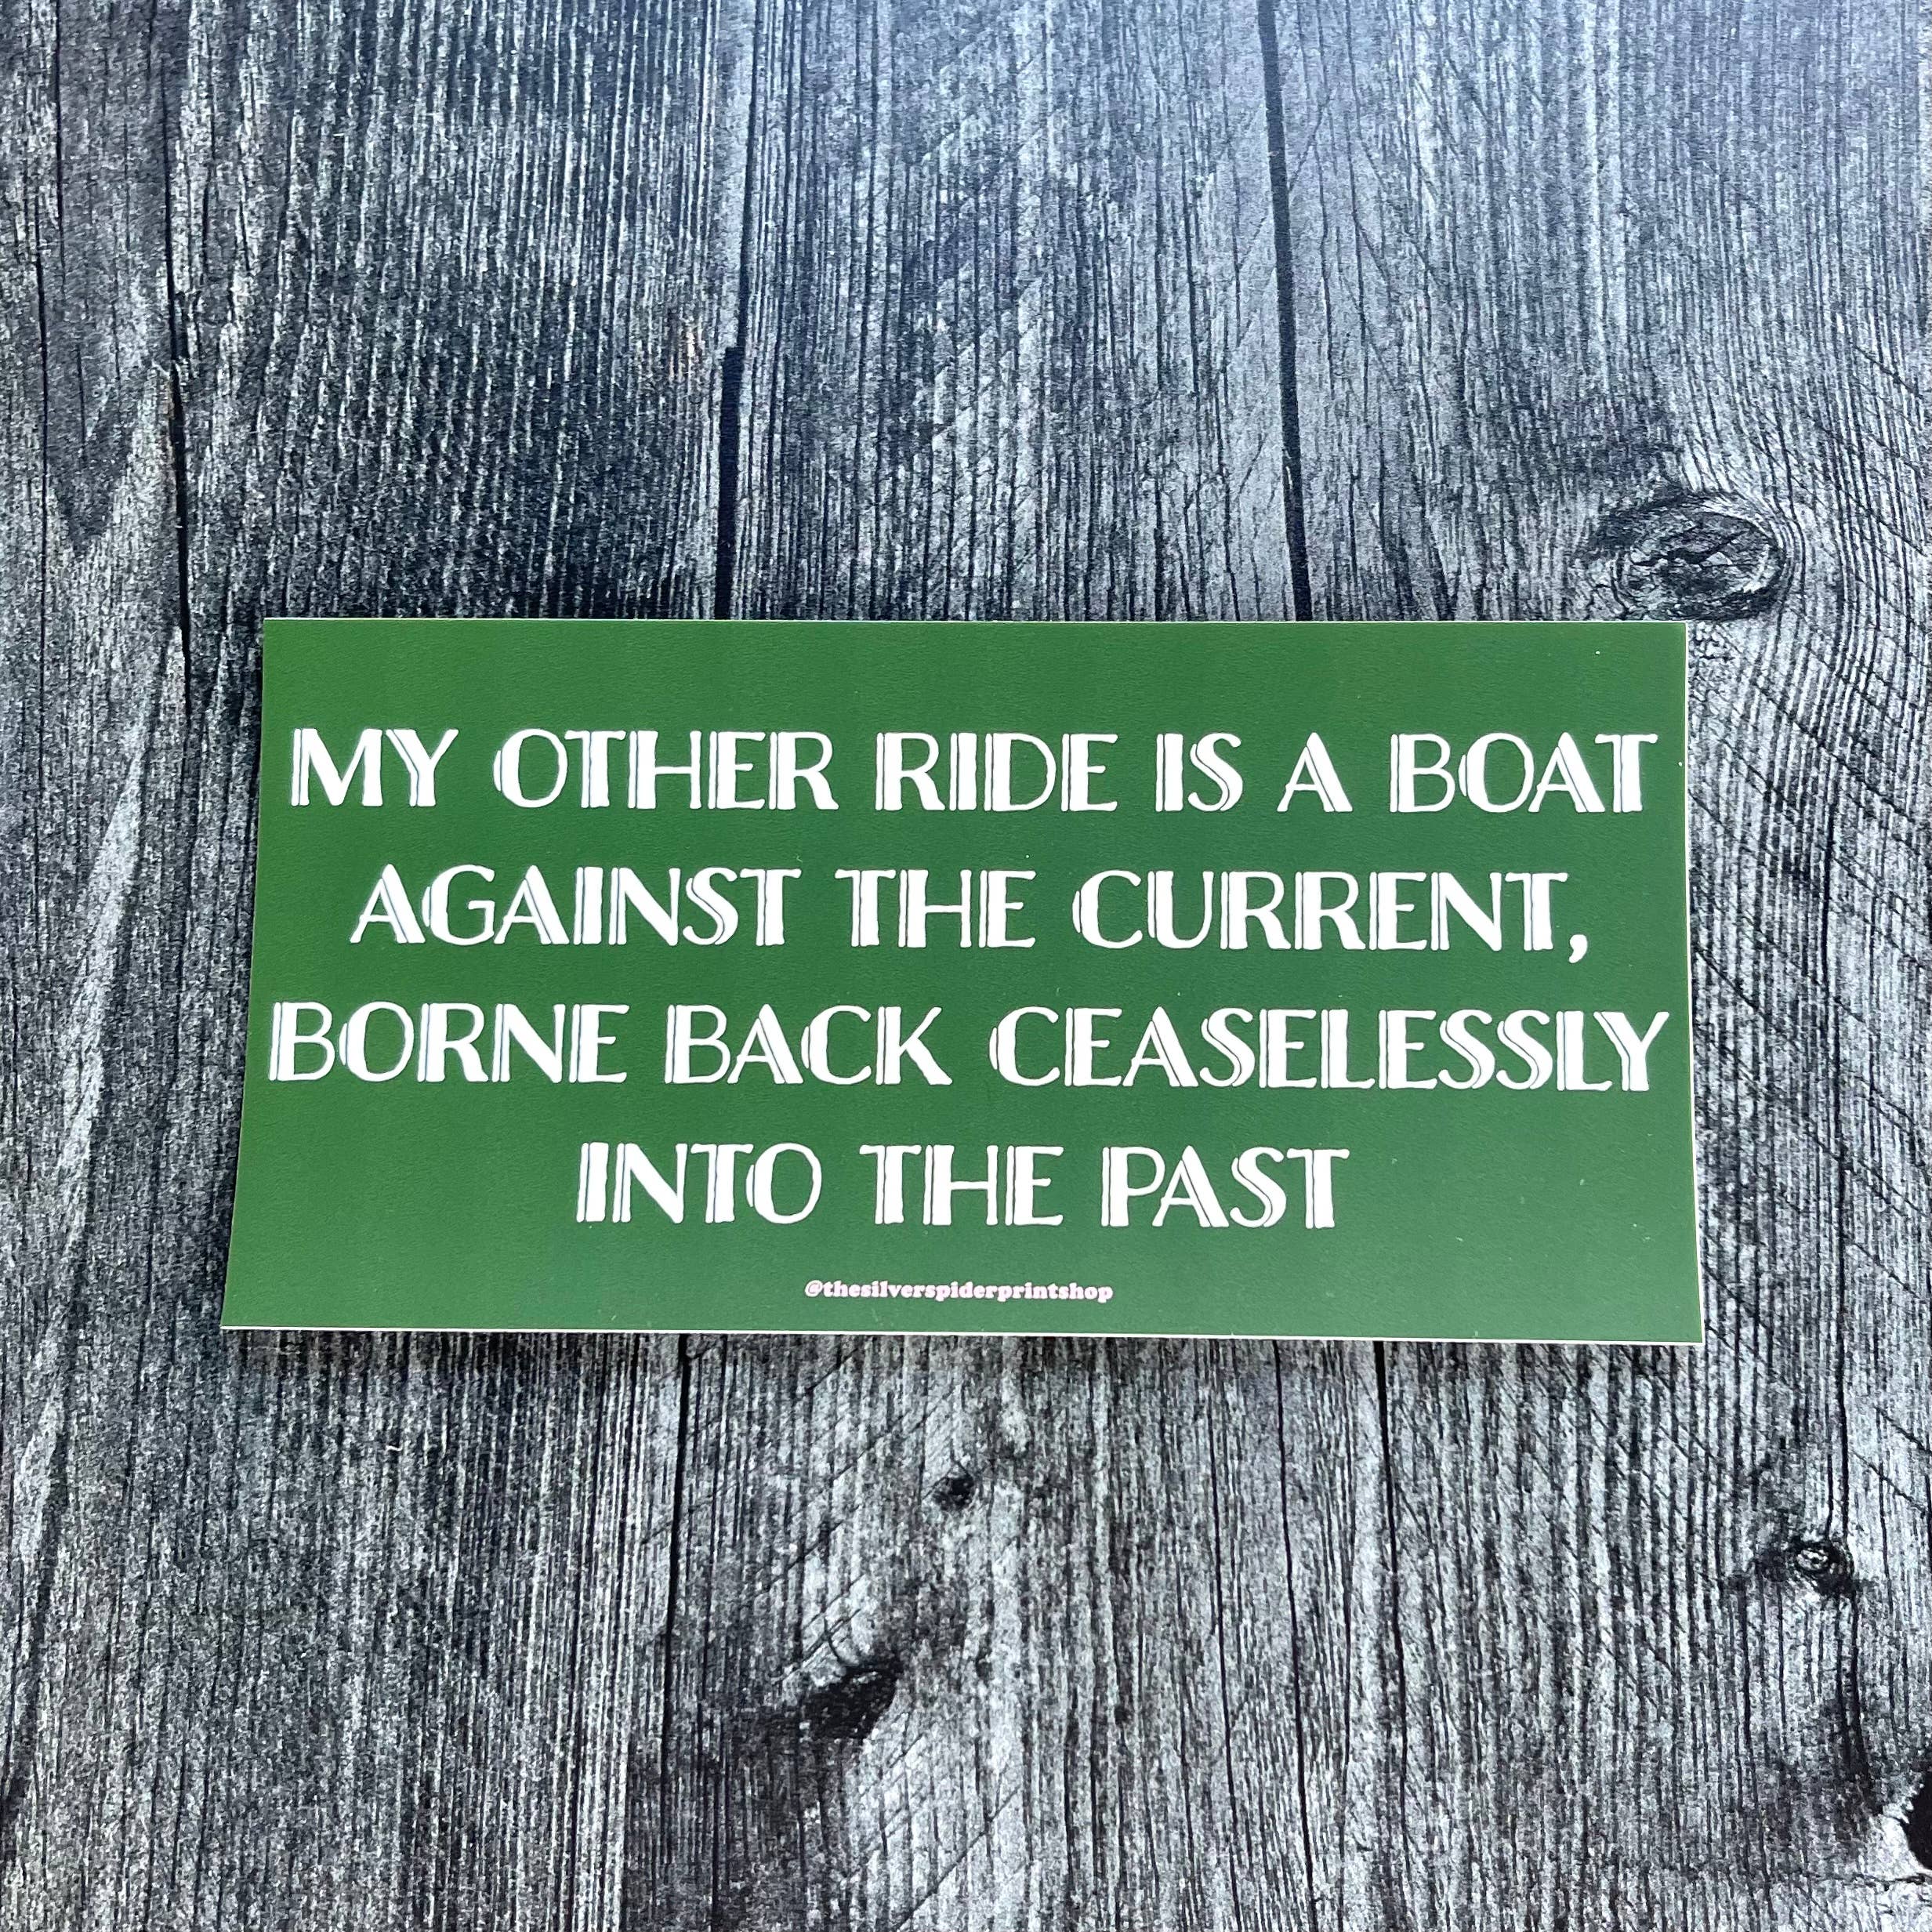 MY OTHER RIDE IS A BOAT
AGAINST THE CURRENT,
BORNE BACK CEASELESSLY
INTO THE PAST
@thesilverspiderprintshop